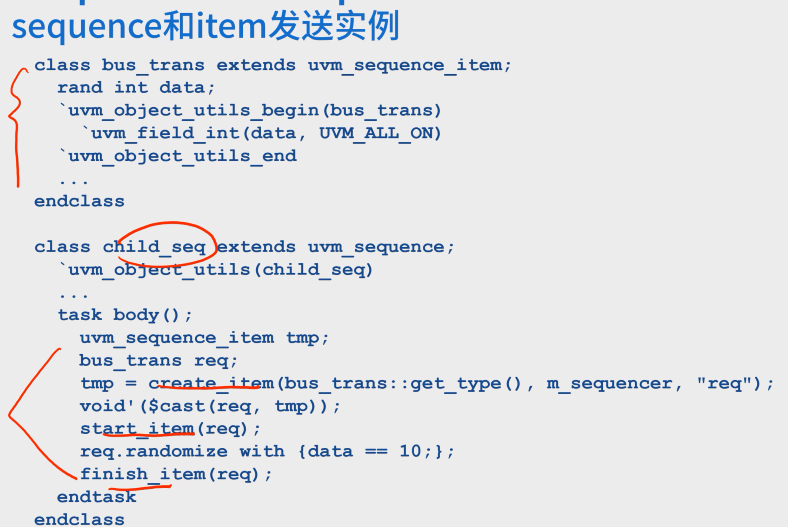 sequence和item发送实例
class bus_trans extends uvm_sequence_item;
rand int data;
`uvm_object_utils_begin(bus_trans)
`uvm_field_int(data, UVM_ALL_ON)
`uvm_object_utils_end
...
endclass
class child_seq extends uvm_sequence;
`uvm_object_utils(child_seq)
...
task body();
uvm_sequence_item tmp;
bus_trans req;
tmp = create_item(bus_trans::get_type(), m_sequencer, "req");
void'($cast(req, tmp));
start_item(req);
req.randomize with {data == 10;};
finish_item(req);
endtask
endclass